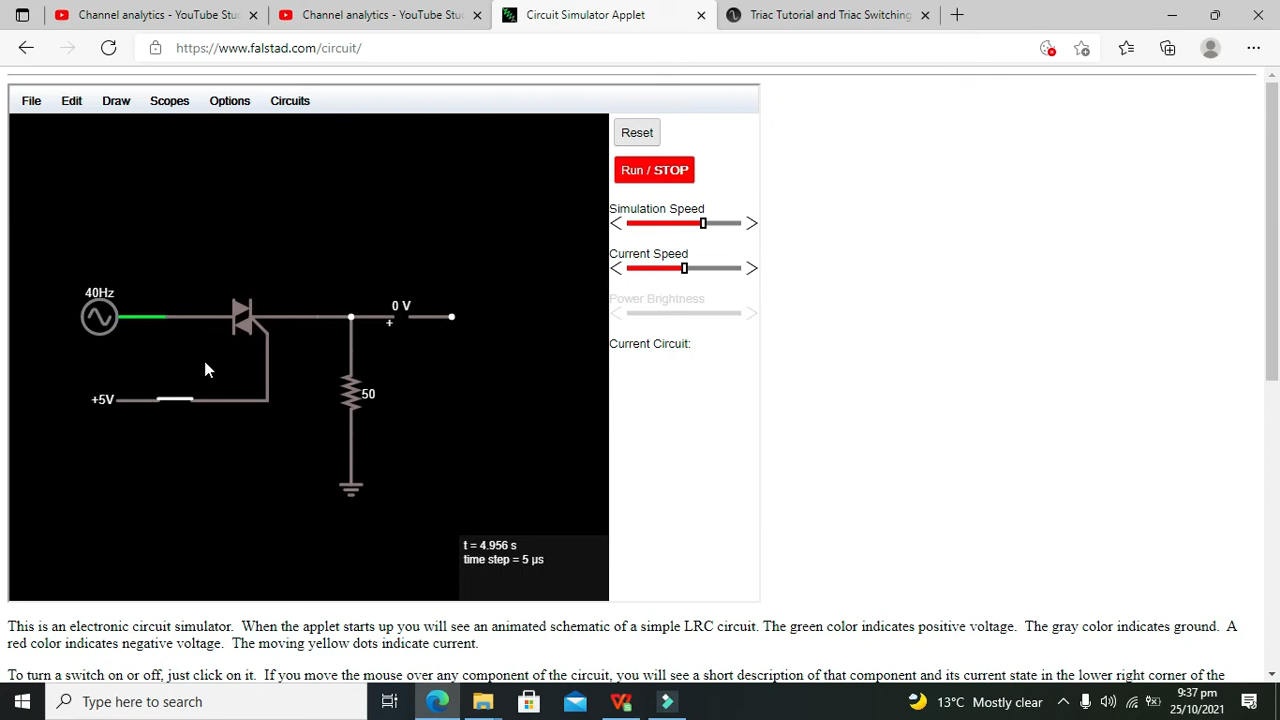 Channel analytics - YouTube Stu
Channel analytics - YouTube Stu
Circuit Simulator Applet
Triac Tutorial and Triac Switching
https://www.falstad.com/circuit/
File Edit Draw Scopes Options Circuits
Reset
Run / STOP
Simulation Speed
Current Speed
Power Brightness
Current Circuit:
40Hz
0 V
+
+5V
50
t = 4.956 s
time step = 5 μs
This is an electronic circuit simulator. When the applet starts up you will see an animated schematic of a simple LRC circuit. The green color indicates positive voltage. The gray color indicates ground. A
red color indicates negative voltage. The moving yellow dots indicate current.
To turn a switch on or off, just click on it. If you move the mouse over any component of the circuit, you will see a short description of that component and its current state in the lower right corner of the
Type here to search
13°C Mostly clear
9:37 pm
25/10/2021